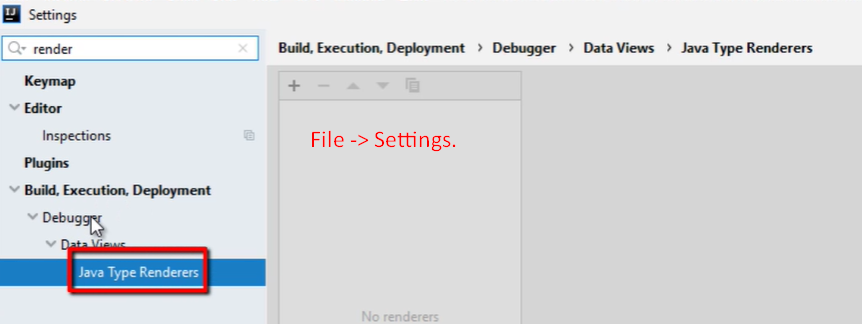 IJ
Settings
render
Build, Execution, Deployment › Debugger › Data Views › Java Type Renderers
Keymap
Editor
Inspections
Plugins
Build, Execution, Deployment
Debugger
Data Views
Java Type Renderers
File -> Settings.
No renderers